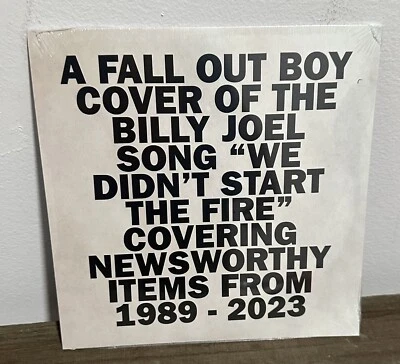 A FALL OUT BOY
COVER OF THE
BILLY JOEL
SONG “WE
DIDN’T START
THE FIRE”
COVERING
NEWSWORTHY
ITEMS FROM
1989 - 2023